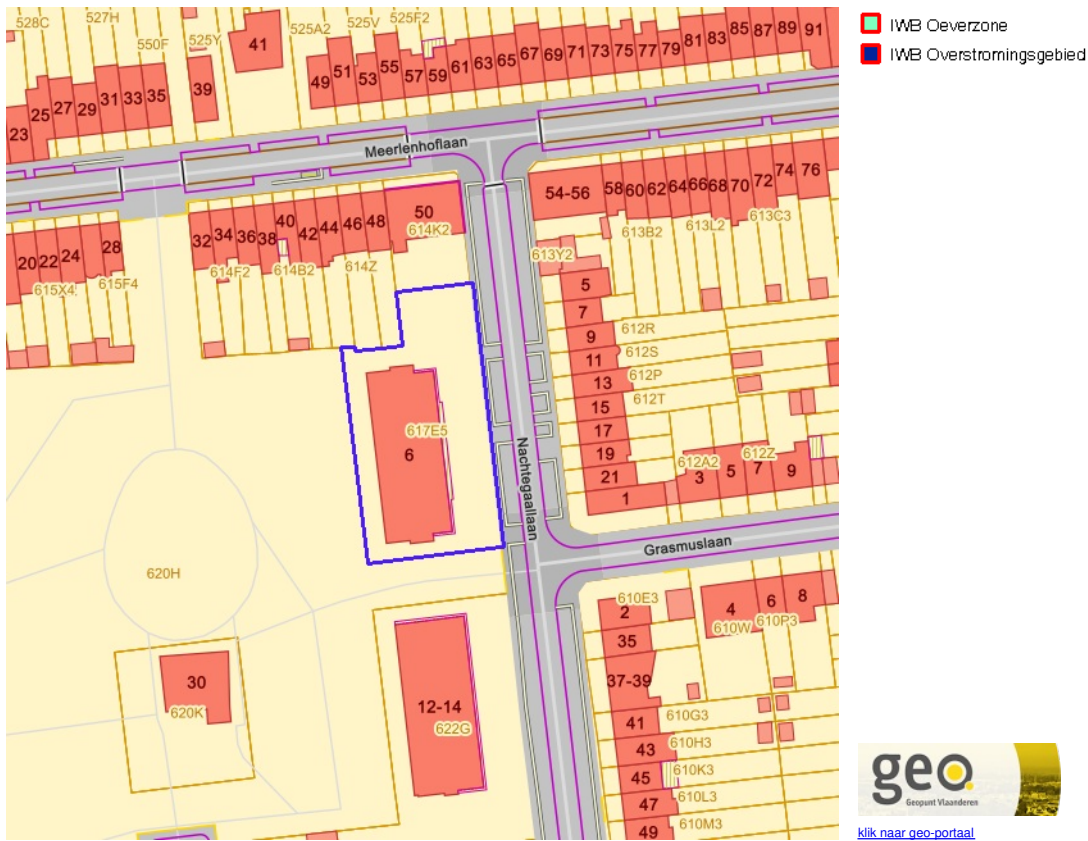 528C
527H
525A2
525V
525F2
550F
525Y
41
39
49
51
53
55
57
59
61
63
65
67
69
71
73
75
77
79
81
83
85
87
89
91
23
25
27
29
31
33
35
Meerlenhoflaan
20
22
24
28
615X4
615F4
32
34
36
38
40
42
44
46
48
50
614K2
614F2
614B2
614Z
54-56
58
60
62
64
66
68
70
72
74
76
613B2
613L2
613C3
613Y2
5
7
9
11
13
15
17
19
21
1
612R
612S
612P
612T
612A2
612Z
3
5
7
9
617E5
6
Nachtegaallaan
Grasmuslaan
620H
30
620K
12-14
622G
610E3
2
35
37-39
41
43
45
47
49
4
6
8
610W
610P3
610G3
610H3
610K3
610L3
610M3
IWB Oeverzone
IWB Overstromingsgebied
geo.
Geopunt Vlaanderen
klik naar geo-portaal